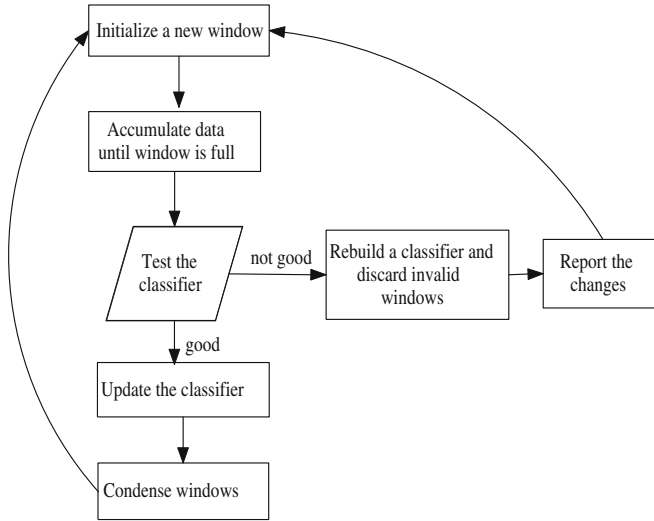 Initialize a new window
Accumulate data
until window is full
Test the
classifier
not good
Rebuild a classifier and
discard invalid
windows
Report the
changes
good
Update the classifier
Condense windows